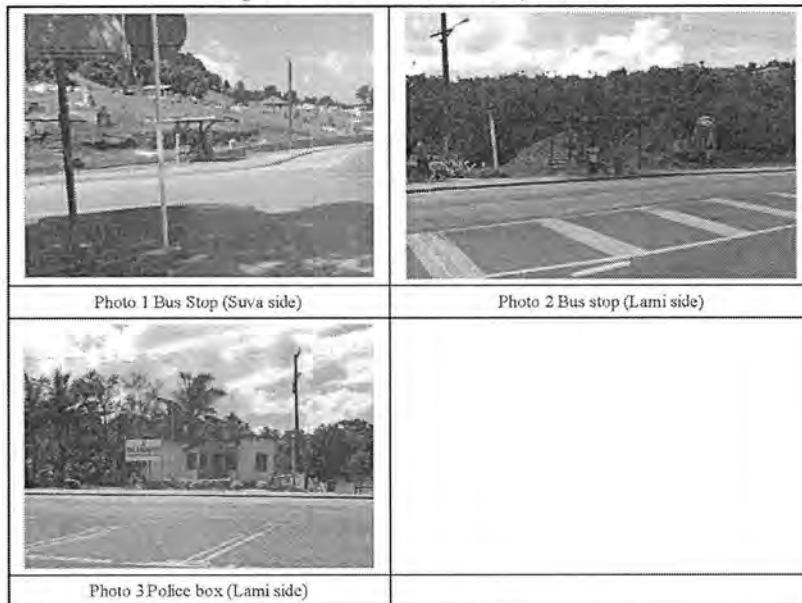 Photo 1 Bus Stop (Suva side)
Photo 2 Bus stop (Lami side)
Photo 3 Police box (Lami side)